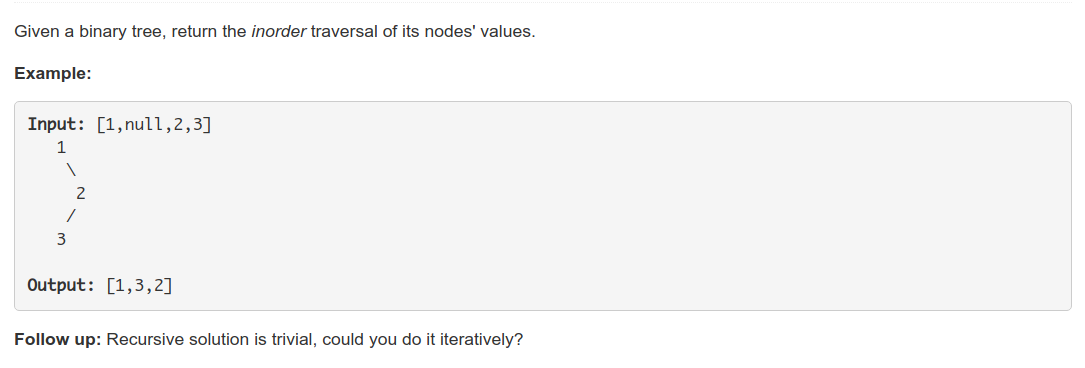 Given a binary tree, return the inorder traversal of its nodes' values.
Example:
Input: [1,null,2,3]
1
\
2
/
3
Output: [1,3,2]
Follow up: Recursive solution is trivial, could you do it iteratively?